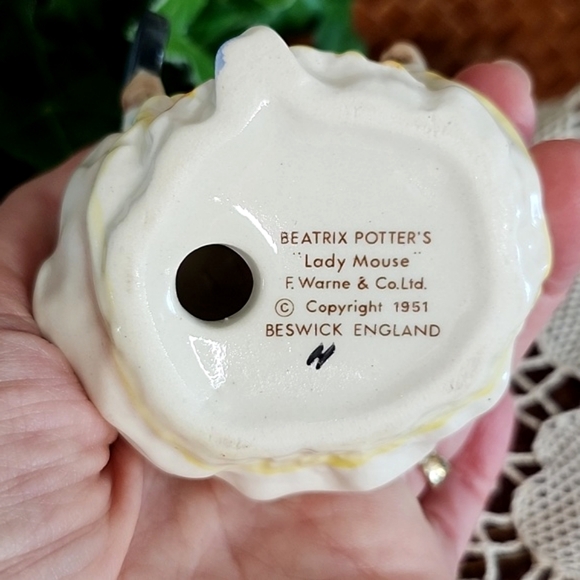 BEATRIX POTTER'S
"Lady Mouse"
F. Warne & Co. Ltd.
© Copyright 1951
BESWICK ENGLAND